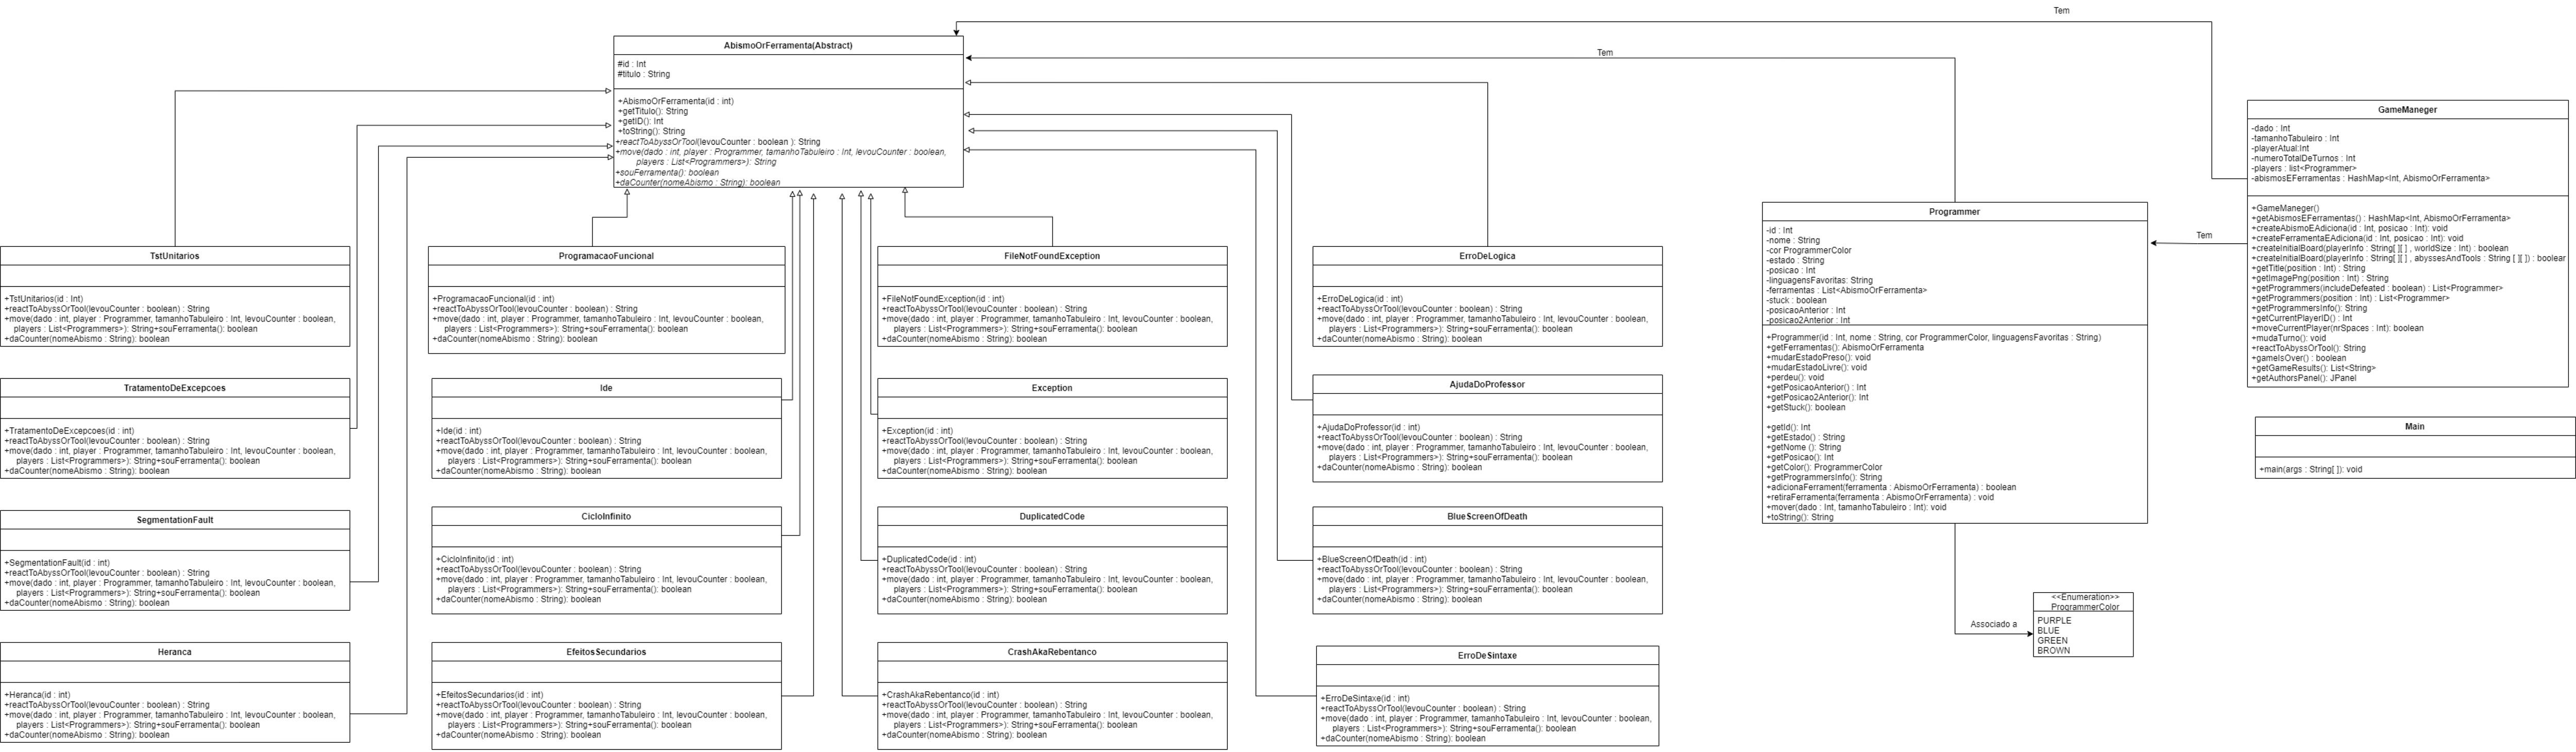 Tem
AbismoOrFerramenta(Abstract)
#id : Int
#titulo : String
+AbismoOrFerramenta(id : int)
+getTitulo(): String
+getID(): Int
+toString(): String
+reactToAbyssOrTool(levouCounter : boolean ): String
+move(dado : int, player : Programmer, tamanhoTabuleiro : Int, levouCounter : boolean,
players : List<Programmers>): String
+souFerramenta(): boolean
+daCounter(nomeAbismo : String): boolean
Tem
GameManeger
-dado : Int
-tamanhoTabuleiro : Int
-playerAtual:Int
-numeroTotalDeTurnos : Int
-players : list<Programmer>
-abismosEFerramentas : HashMap<Int, AbismoOrFerramenta>
+GameManeger()
+getAbismosEFerramentas() : HashMap<Int, AbismoOrFerramenta>
+createAbismoEAdiciona(id : Int, posicao : Int): void
+createFerramentaEAdiciona(id : Int, posicao : Int): void
+createInitialBoard(playerInfo : String[ ][ ] , worldSize : Int) : boolean
+createInitialBoard(playerInfo : String[ ][ ] , abyssesAndTools : String [ ][ ]) : boolear
+getTitle(position : Int) : String
+getImagePng(position : Int) : String
+getProgrammers(includeDefeated : boolean) : List<Programmer>
+getProgrammers(position : Int) : List<Programmer>
+getProgrammersInfo(): String
+getCurrentPlayerID() : Int
+moveCurrentPlayer(nrSpaces : Int): boolean
+mudaTurno(): void
+reactToAbyssOrTool(): String
+gameIsOver() : boolean
+getGameResults(): List<String>
+getAuthorsPanel(): JPanel
Tem
Programmer
-id : Int
-nome : String
-cor ProgrammerColor
-estado : String
-posicao : Int
-linguagensFavoritas: String
-ferramentas : List<AbismoOrFerramenta>
-stuck : boolean
-posicaoAnterior : Int
-posicao2Anterior : Int
+Programmer(id : Int, nome : String, cor ProgrammerColor, linguagensFavoritas : String)
+getFerramentas(): AbismoOrFerramenta
+mudarEstadoPreso(): void
+mudarEstadoLivre(): void
+perdeu(): void
+getPosicaoAnterior() : Int
+getPosicao2Anterior(): Int
+getStuck(): boolean
+getId(): Int
+getEstado() : String
+getNome (): String
+getPosicao(): Int
+getColor(): ProgrammerColor
+getProgrammersInfo(): String
+adicionaFerrament(ferramenta : AbismoOrFerramenta) : boolean
+retiraFerramenta(ferramenta : AbismoOrFerramenta) : void
+mover(dado : Int, tamanhoTabuleiro : Int): void
+toString(): String
TstUnitarios
+TstUnitarios(id : Int)
+reactToAbyssOrTool(levouCounter : boolean) : String
+move(dado : int, player : Programmer, tamanhoTabuleiro : Int, levouCounter : boolean,
players : List<Programmers>): String+souFerramenta(): boolean
+daCounter(nomeAbismo : String): boolean
ProgramacaoFuncional
+ProgramacaoFuncional(id : int)
+reactToAbyssOrTool(levouCounter : boolean) : String
+move(dado : int, player : Programmer, tamanhoTabuleiro : Int, levouCounter : boolean,
players : List<Programmers>): String+souFerramenta(): boolean
+daCounter(nomeAbismo : String): boolean
FileNotFoundException
+FileNotFoundException(id : int)
+reactToAbyssOrTool(levouCounter : boolean) : String
+move(dado : int, player : Programmer, tamanhoTabuleiro : Int, levouCounter : boolean,
players : List<Programmers>): String+souFerramenta(): boolean
+daCounter(nomeAbismo : String): boolean
ErroDeLogica
+ErroDeLogica(id : int)
+reactToAbyssOrTool(levouCounter : boolean) : String
+move(dado : int, player : Programmer, tamanhoTabuleiro : Int, levouCounter : boolean,
players : List<Programmers>): String+souFerramenta(): boolean
+daCounter(nomeAbismo : String): boolean
TratamentoDeExcepcoes
+TratamentoDeExcepcoes(id : int)
+reactToAbyssOrTool(levouCounter : boolean) : String
+move(dado : int, player : Programmer, tamanhoTabuleiro : Int, levouCounter : boolean,
players : List<Programmers>): String+souFerramenta(): boolean
+daCounter(nomeAbismo : String): boolean
Ide
+Ide(id : int)
+reactToAbyssOrTool(levouCounter : boolean) : String
+move(dado : int, player : Programmer, tamanhoTabuleiro : Int, levouCounter : boolean,
players : List<Programmers>): String+souFerramenta(): boolean
+daCounter(nomeAbismo : String): boolean
Exception
+Exception(id : int)
+reactToAbyssOrTool(levouCounter : boolean) : String
+move(dado : int, player : Programmer, tamanhoTabuleiro : Int, levouCounter : boolean,
players : List<Programmers>): String+souFerramenta(): boolean
+daCounter(nomeAbismo : String): boolean
AjudaDoProfessor
+AjudaDoProfessor(id : int)
+reactToAbyssOrTool(levouCounter : boolean) : String
+move(dado : int, player : Programmer, tamanhoTabuleiro : Int, levouCounter : boolean,
players : List<Programmers>): String+souFerramenta(): boolean
+daCounter(nomeAbismo : String): boolean
Main
+main(args : String[ ]): void
SegmentationFault
+SegmentationFault(id : int)
+reactToAbyssOrTool(levouCounter : boolean) : String
+move(dado : int, player : Programmer, tamanhoTabuleiro : Int, levouCounter : boolean,
players : List<Programmers>): String+souFerramenta(): boolean
+daCounter(nomeAbismo : String): boolean
CicloInfinito
+CicloInfinito(id : int)
+reactToAbyssOrTool(levouCounter : boolean) : String
+move(dado : int, player : Programmer, tamanhoTabuleiro : Int, levouCounter : boolean,
players : List<Programmers>): String+souFerramenta(): boolean
+daCounter(nomeAbismo : String): boolean
DuplicatedCode
+DuplicatedCode(id : int)
+reactToAbyssOrTool(levouCounter : boolean) : String
+move(dado : int, player : Programmer, tamanhoTabuleiro : Int, levouCounter : boolean,
players : List<Programmers>): String+souFerramenta(): boolean
+daCounter(nomeAbismo : String): boolean
BlueScreenOfDeath
+BlueScreenOfDeath(id : int)
+reactToAbyssOrTool(levouCounter : boolean) : String
+move(dado : int, player : Programmer, tamanhoTabuleiro : Int, levouCounter : boolean,
players : List<Programmers>): String+souFerramenta(): boolean
+daCounter(nomeAbismo : String): boolean
Associado a
<<Enumeration>>
ProgrammerColor
PURPLE
BLUE
GREEN
BROWN
Heranca
+Heranca(id : int)
+reactToAbyssOrTool(levouCounter : boolean) : String
+move(dado : int, player : Programmer, tamanhoTabuleiro : Int, levouCounter : boolean,
players : List<Programmers>): String+souFerramenta(): boolean
+daCounter(nomeAbismo : String): boolean
EfeitosSecundarios
+EfeitosSecundarios(id : int)
+reactToAbyssOrTool(levouCounter : boolean) : String
+move(dado : int, player : Programmer, tamanhoTabuleiro : Int, levouCounter : boolean,
players : List<Programmers>): String+souFerramenta(): boolean
+daCounter(nomeAbismo : String): boolean
CrashAkaRebentanco
+CrashAkaRebentanco(id : int)
+reactToAbyssOrTool(levouCounter : boolean) : String
+move(dado : int, player : Programmer, tamanhoTabuleiro : Int, levouCounter : boolean,
players : List<Programmers>): String+souFerramenta(): boolean
+daCounter(nomeAbismo : String): boolean
ErroDeSintaxe
+ErroDeSintaxe(id : int)
+reactToAbyssOrTool(levouCounter : boolean) : String
+move(dado : int, player : Programmer, tamanhoTabuleiro : Int, levouCounter : boolean,
players : List<Programmers>): String+souFerramenta(): boolean
+daCounter(nomeAbismo : String): boolean